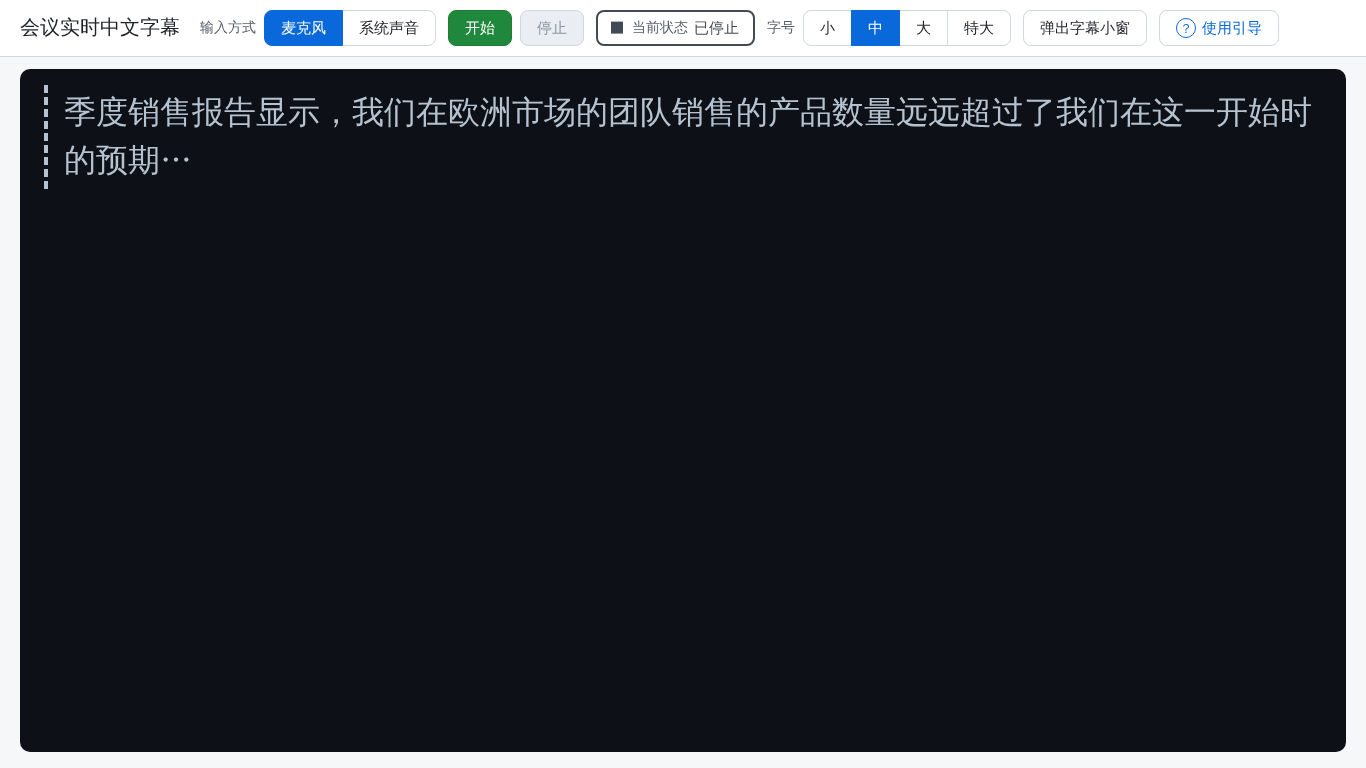 会议实时中文字幕 输入方式 麦克风 系统声音 开始 停止 当前状态 已停止 字号 小 中 大 特大 弹出字幕小窗 ? 使用引导
季度销售报告显示，我们在欧洲市场的团队销售的产品数量远远超过了我们在这一开始时
的预期…